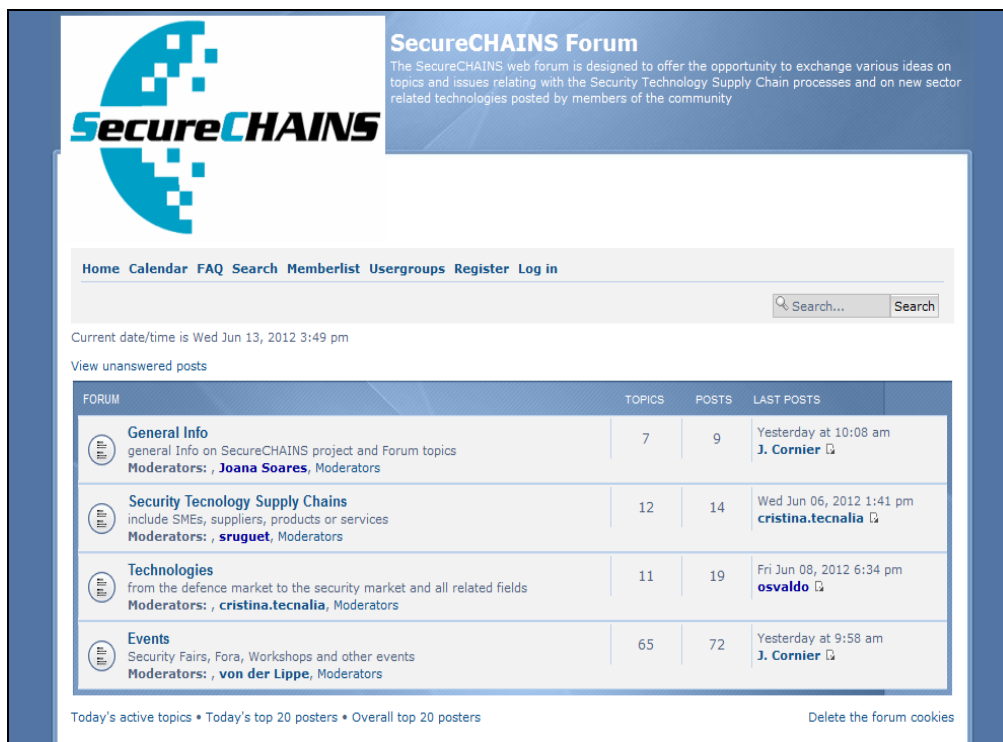 SecureCHAINS
SecureCHAINS Forum
The SecureCHAINS web forum is designed to offer the opportunity to exchange various ideas on
topics and issues relating with the Security Technology Supply Chain processes and on new sector
related technologies posted by members of the community
Home Calendar FAQ Search Memberlist Usergroups Register Log in
Search... Search
Current date/time is Wed Jun 13, 2012 3:49 pm
View unanswered posts
FORUM TOPICS POSTS LAST POSTS
General Info
general Info on SecureCHAINS project and Forum topics
Moderators: , Joana Soares, Moderators
7 9
Yesterday at 10:08 am
J. Cornier
Security Tecnology Supply Chains
include SMEs, suppliers, products or services
Moderators: , sruguet, Moderators
12 14
Wed Jun 06, 2012 1:41 pm
cristina.tecnalia
Technologies
from the defence market to the security market and all related fields
Moderators: , cristina.tecnalia, Moderators
11 19
Fri Jun 08, 2012 6:34 pm
osvaldo
Events
Security Fairs, Fora, Workshops and other events
Moderators: , von der Lippe, Moderators
65 72
Yesterday at 9:58 am
J. Cornier
Today's active topics • Today's top 20 posters • Overall top 20 posters
Delete the forum cookies